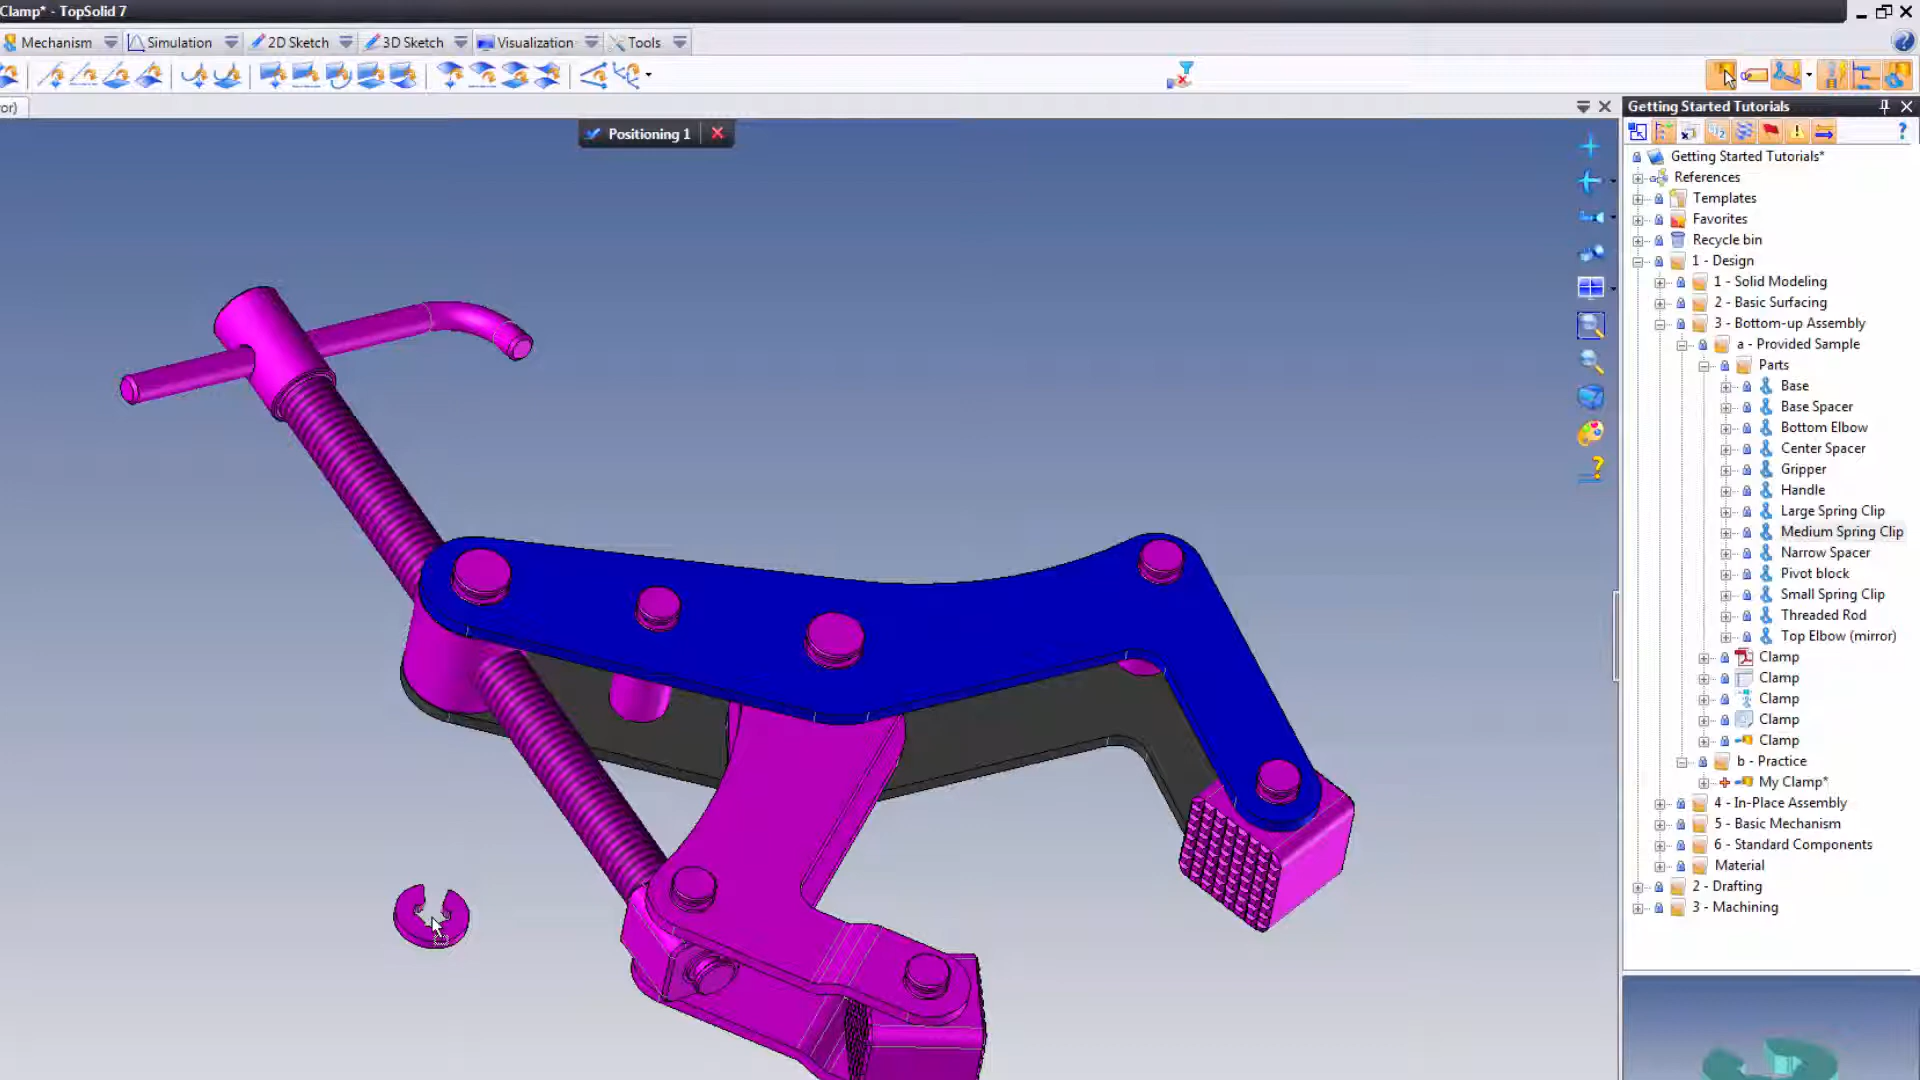 Clamp* - TopSolid 7
Mechanism Simulation 2D Sketch 3D Sketch Visualization Tools
or)
Positioning 1
Getting Started Tutorials
Getting Started Tutorials*
References
Templates
Favorites
Recycle bin
1 - Design
1 - Solid Modeling
2 - Basic Surfacing
3 - Bottom-up Assembly
a - Provided Sample
Parts
Base
Base Spacer
Bottom Elbow
Center Spacer
Gripper
Handle
Large Spring Clip
Medium Spring Clip
Narrow Spacer
Pivot block
Small Spring Clip
Threaded Rod
Top Elbow (mirror)
Clamp
Clamp
Clamp
Clamp
Clamp
b - Practice
My Clamp*
4 - In-Place Assembly
5 - Basic Mechanism
6 - Standard Components
Material
2 - Drafting
3 - Machining